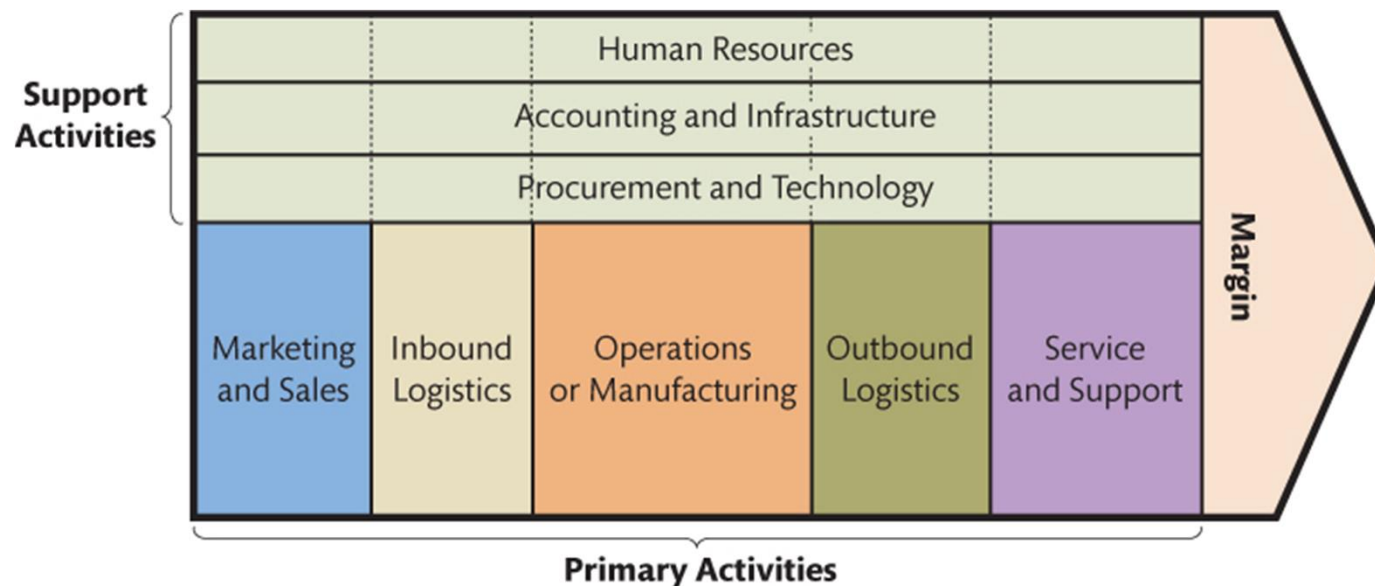 Human Resources
Support
Activities
Accounting and Infrastructure
Procurement and Technology
Margin
Marketing
and Sales
Inbound
Logistics
Operations
or Manufacturing
Outbound
Logistics
Service
and Support
Primary Activities